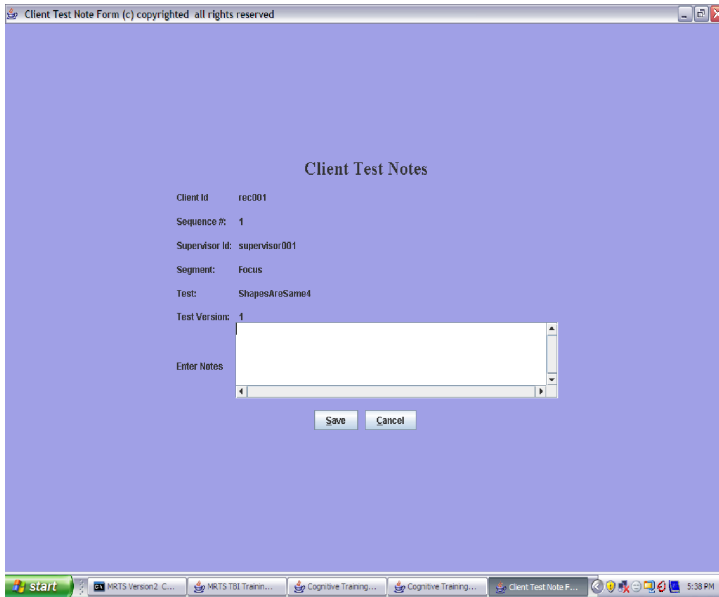 Client Test Note Form (c) copyrighted all rights reserved
Client Test Notes
Client Id rec001
Sequence #: 1
Supervisor Id: supervisor001
Segment: Focus
Test: ShapesAreSame4
Test Version: 1
Enter Notes
Save Cancel
start MRTS Verson2 C... MRTS TBI Trainin... Cognitive Training... Cognitive Training... Client Test Note F... 5:38 PM